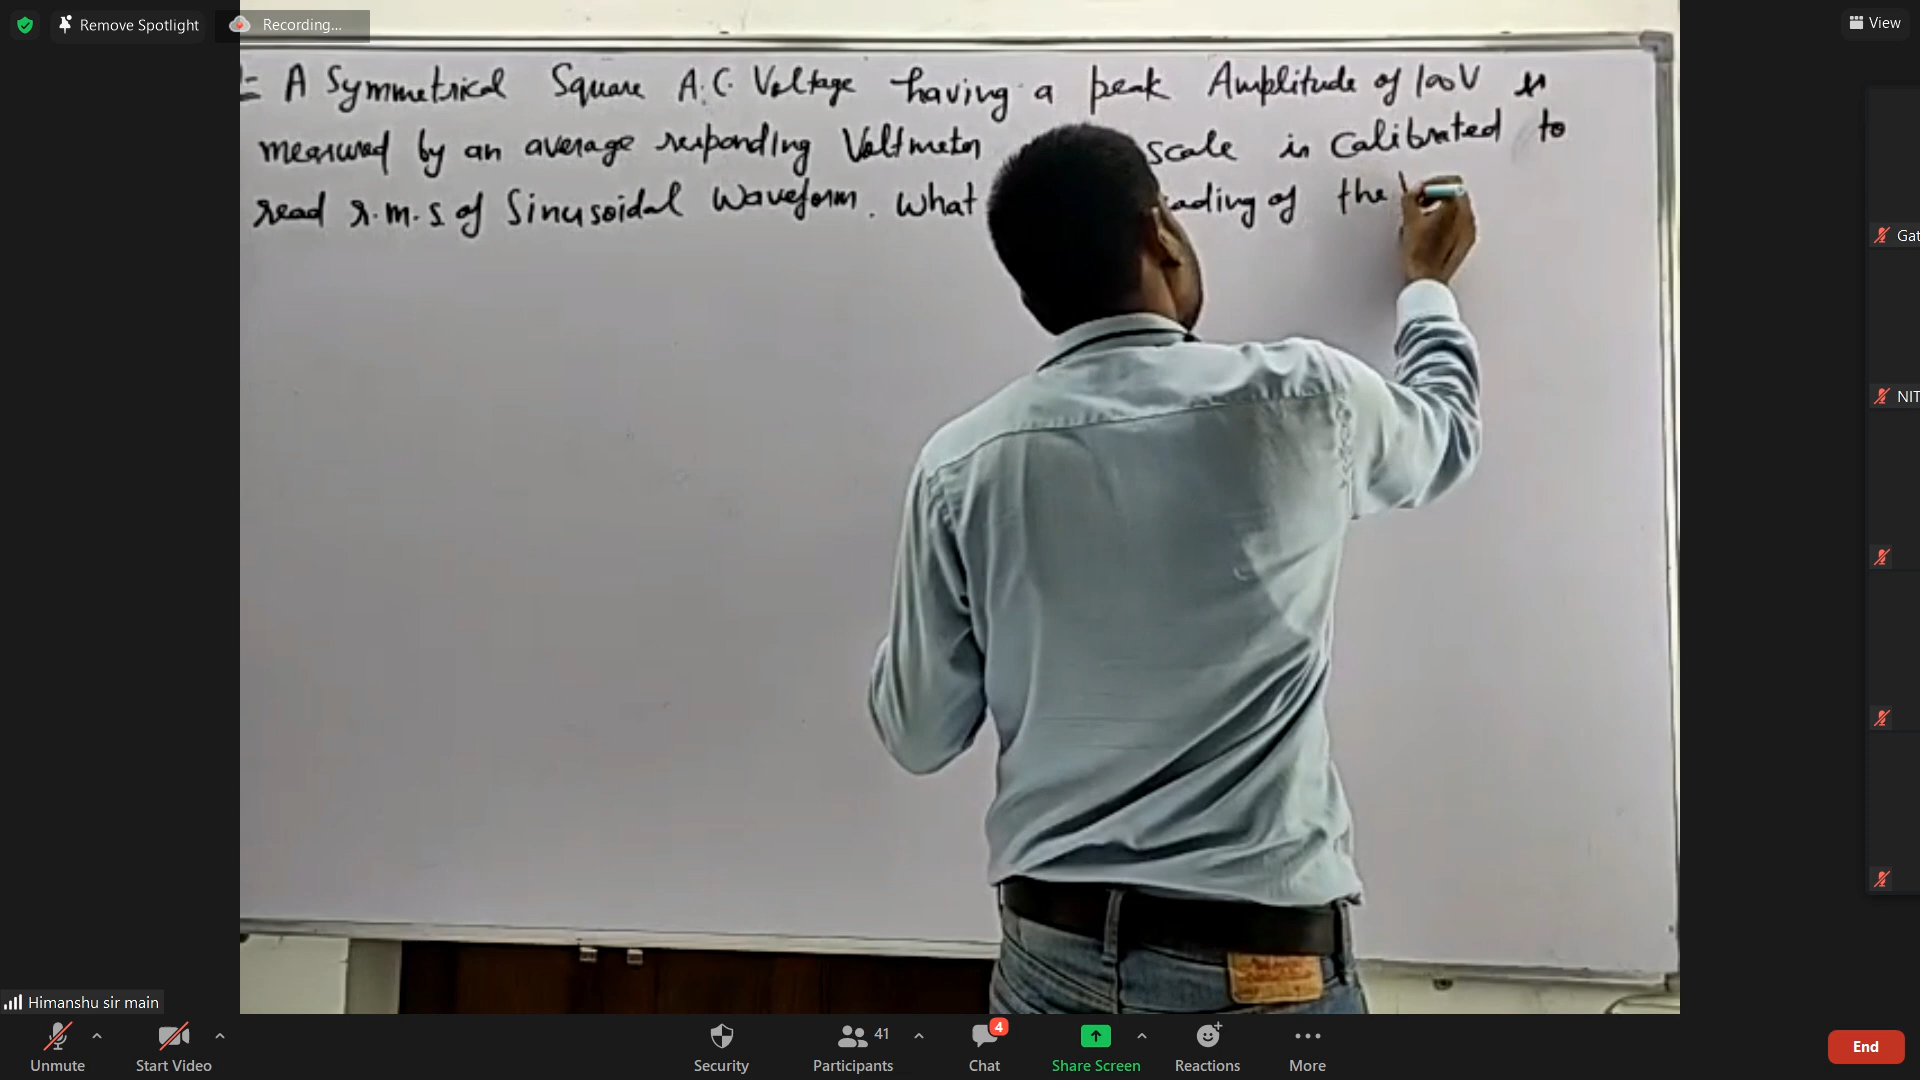 Remove Spotlight
Recording...
View
= A Symmetrical Square A.C. Voltage having a peak Amplitude of 100V is
measured by an average responding Voltmeter scale is Calibrated to
read r.m.s of Sinusoidal Waveform. What ading of the
Gat
NIT
Himanshu sir main
Unmute
Start Video
Security
41
Participants
4
Chat
Share Screen
Reactions
More
End